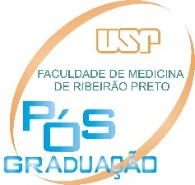 USP
FACULDADE DE MEDICINA
DE RIBEIRÃO PRETO
PÓS
GRADUAÇÃO